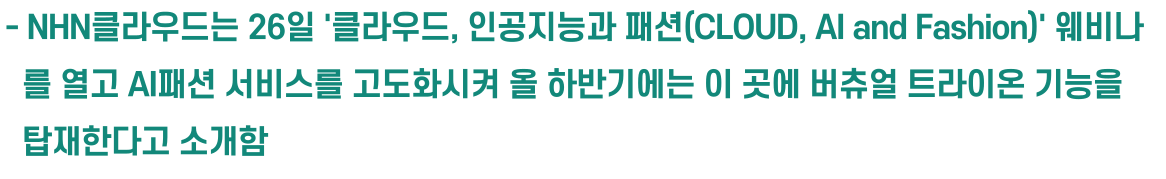 - NHN클라우드는 26일 '클라우드, 인공지능과 패션(CLOUD, AI and Fashion)' 웨비나
를 열고 AI패션 서비스를 고도화시켜 올 하반기에는 이 곳에 버츄얼 트라이온 기능을
탑재한다고 소개함